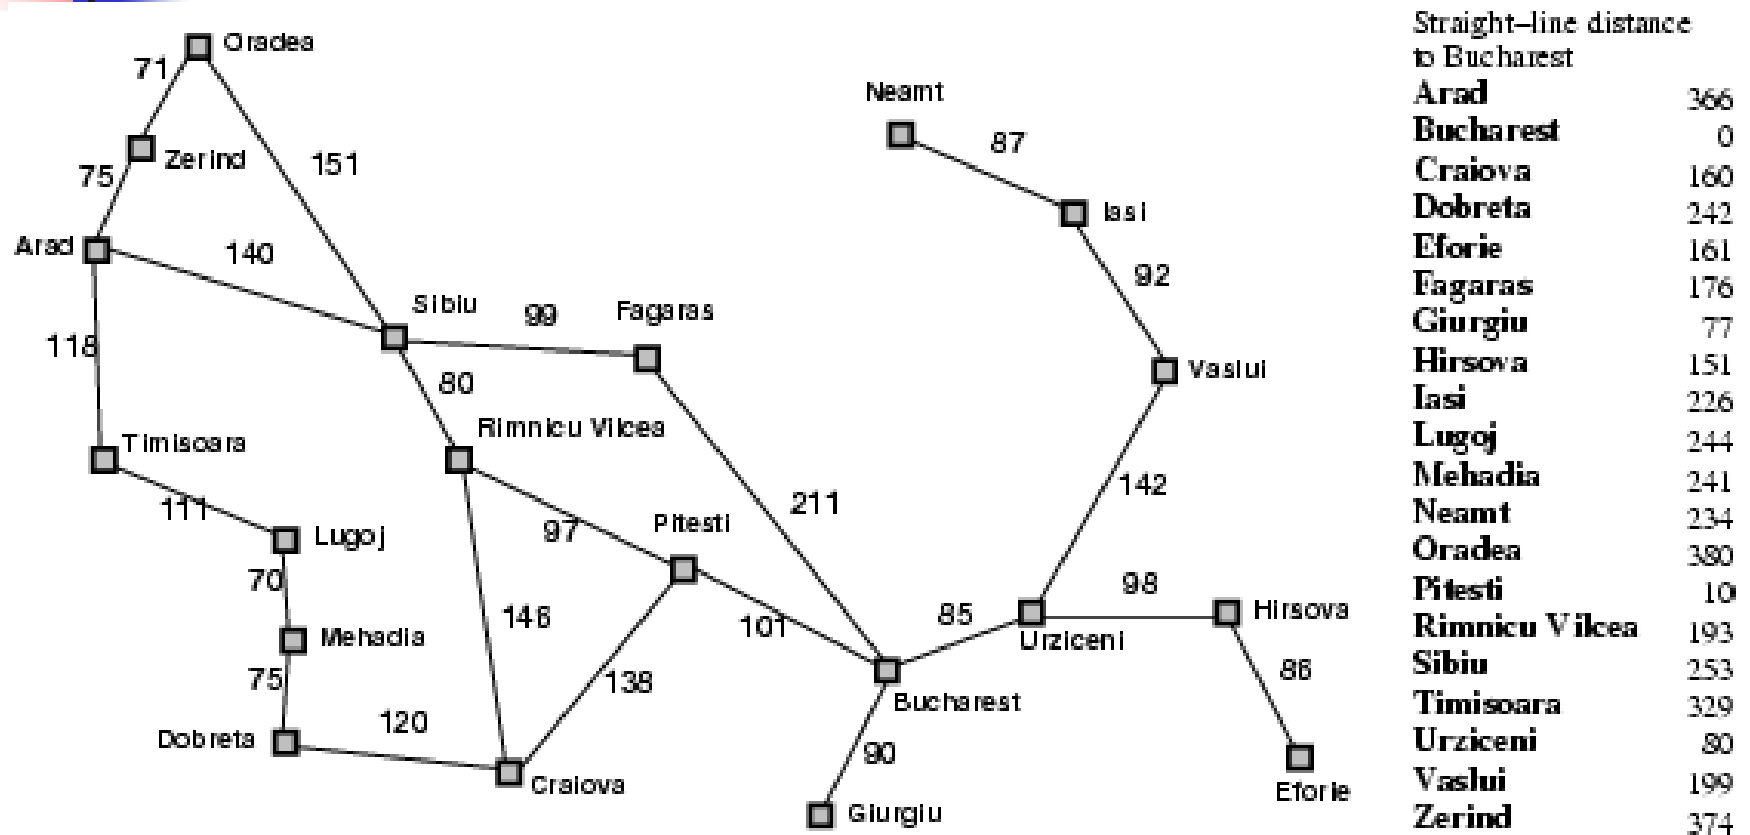 Oradea
71
Neamt
87
Zerind
151
75
Iasi
Arad
140
92
Sibiu
99
Fagaras
118
80
Vaslui
Rimnicu Vilcea
Timisoara
142
111
211
Lugoj
97
Pitesti
70
98
146
101
85
Hirsova
Mehadia
Urziceni
75
138
86
Bucharest
120
Dobreta
90
Craiova
Eforie
Giurgiu
Straight–line distance
to Bucharest
Arad 366
Bucharest 0
Craiova 160
Dobreta 242
Eforie 161
Fagaras 176
Giurgiu 77
Hirsova 151
Iasi 226
Lugoj 244
Mehadia 241
Neamt 234
Oradea 380
Pitesti 10
Rimnicu Vilcea 193
Sibiu 253
Timisoara 329
Urziceni 80
Vaslui 199
Zerind 374